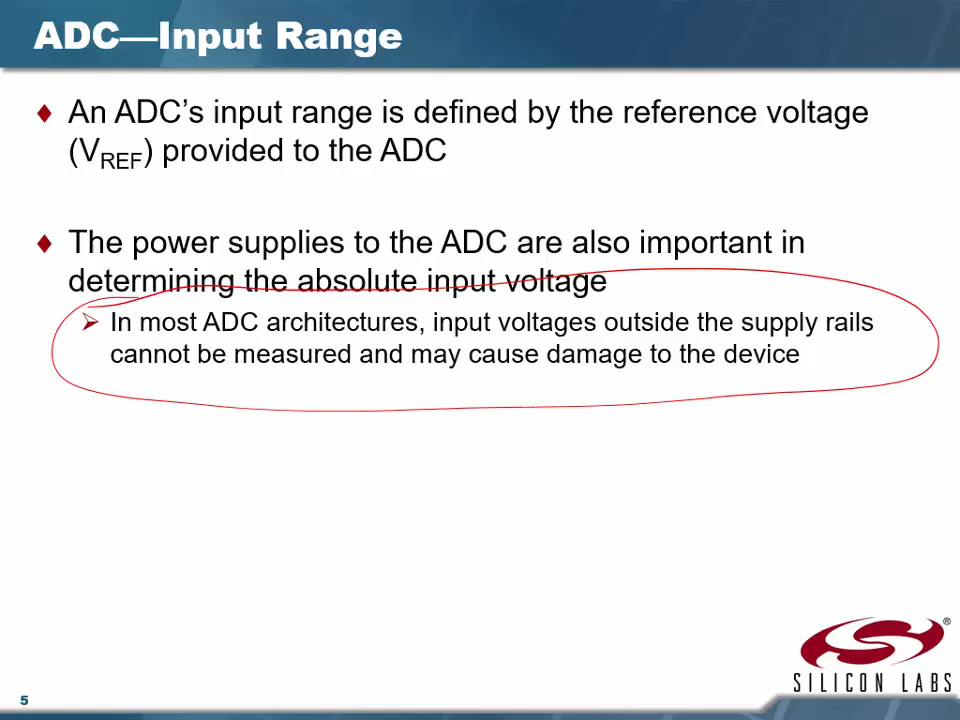 ADC—Input Range
♦ An ADC’s input range is defined by the reference voltage
(VREF) provided to the ADC
♦ The power supplies to the ADC are also important in
determining the absolute input voltage
➢ In most ADC architectures, input voltages outside the supply rails
cannot be measured and may cause damage to the device
®
SILICON LABS
5